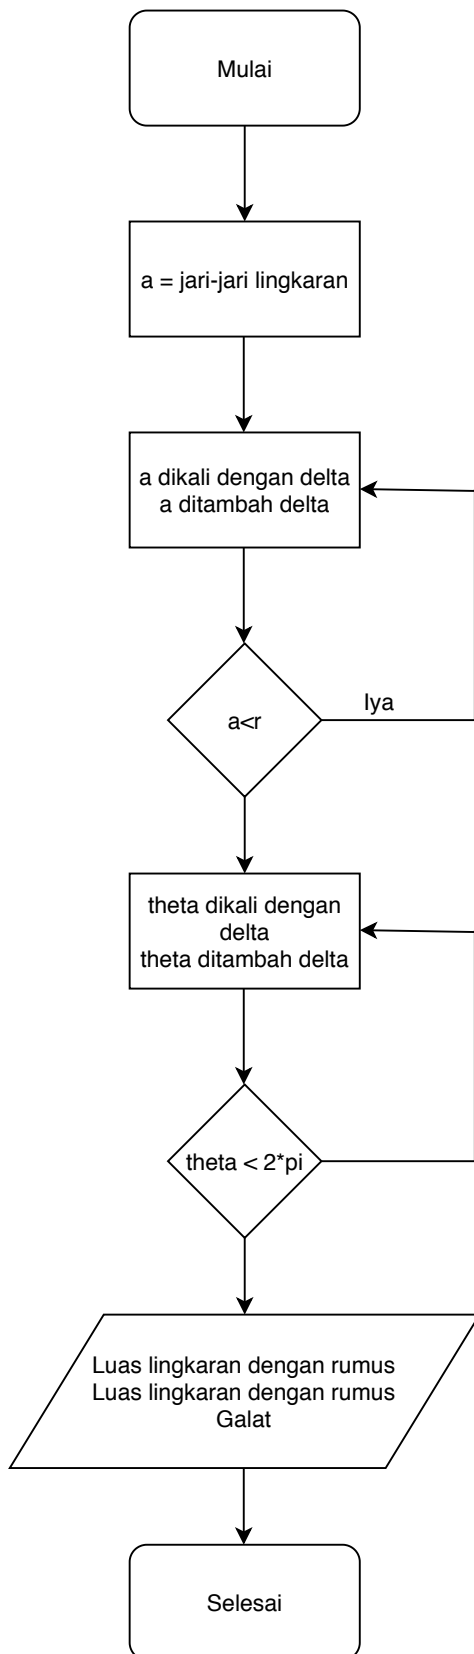 Mulai
a = jari-jari lingkaran
a dikali dengan delta
a ditambah delta
Iya
a<r
theta dikali dengan
delta
theta ditambah delta
theta < 2*pi
Luas lingkaran dengan rumus
Luas lingkaran dengan rumus
Galat
Selesai